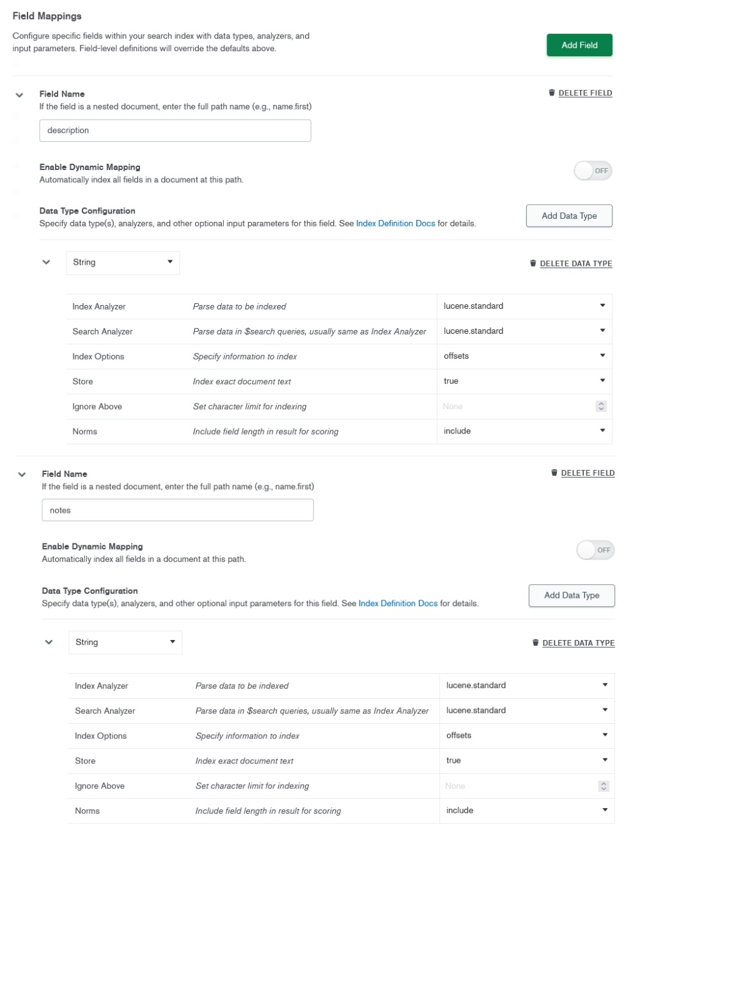 Field Mappings
Configure specific fields within your search index with data types, analyzers, and
input parameters. Field-level definitions will override the defaults above.
Add Field
Field Name
DELETE FIELD
If the field is a nested document, enter the full path name (e.g., name.first)
description
Enable Dynamic Mapping
Automatically index all fields in a document at this path.
OFF
Data Type Configuration
Specify data type(s), analyzers, and other optional input parameters for this field. See Index Definition Docs for details.
Add Data Type
String
DELETE DATA TYPE
Index Analyzer Parse data to be indexed lucene.standard
Search Analyzer Parse data in $search queries, usually same as Index Analyzer lucene.standard
Index Options Specify information to index offsets
Store Index exact document text true
Ignore Above Set character limit for indexing None
Norms Include field length in result for scoring include
Field Name
DELETE FIELD
If the field is a nested document, enter the full path name (e.g., name.first)
notes
Enable Dynamic Mapping
Automatically index all fields in a document at this path.
OFF
Data Type Configuration
Specify data type(s), analyzers, and other optional input parameters for this field. See Index Definition Docs for details.
Add Data Type
String
DELETE DATA TYPE
Index Analyzer Parse data to be indexed lucene.standard
Search Analyzer Parse data in $search queries, usually same as Index Analyzer lucene.standard
Index Options Specify information to index offsets
Store Index exact document text true
Ignore Above Set character limit for indexing None
Norms Include field length in result for scoring include